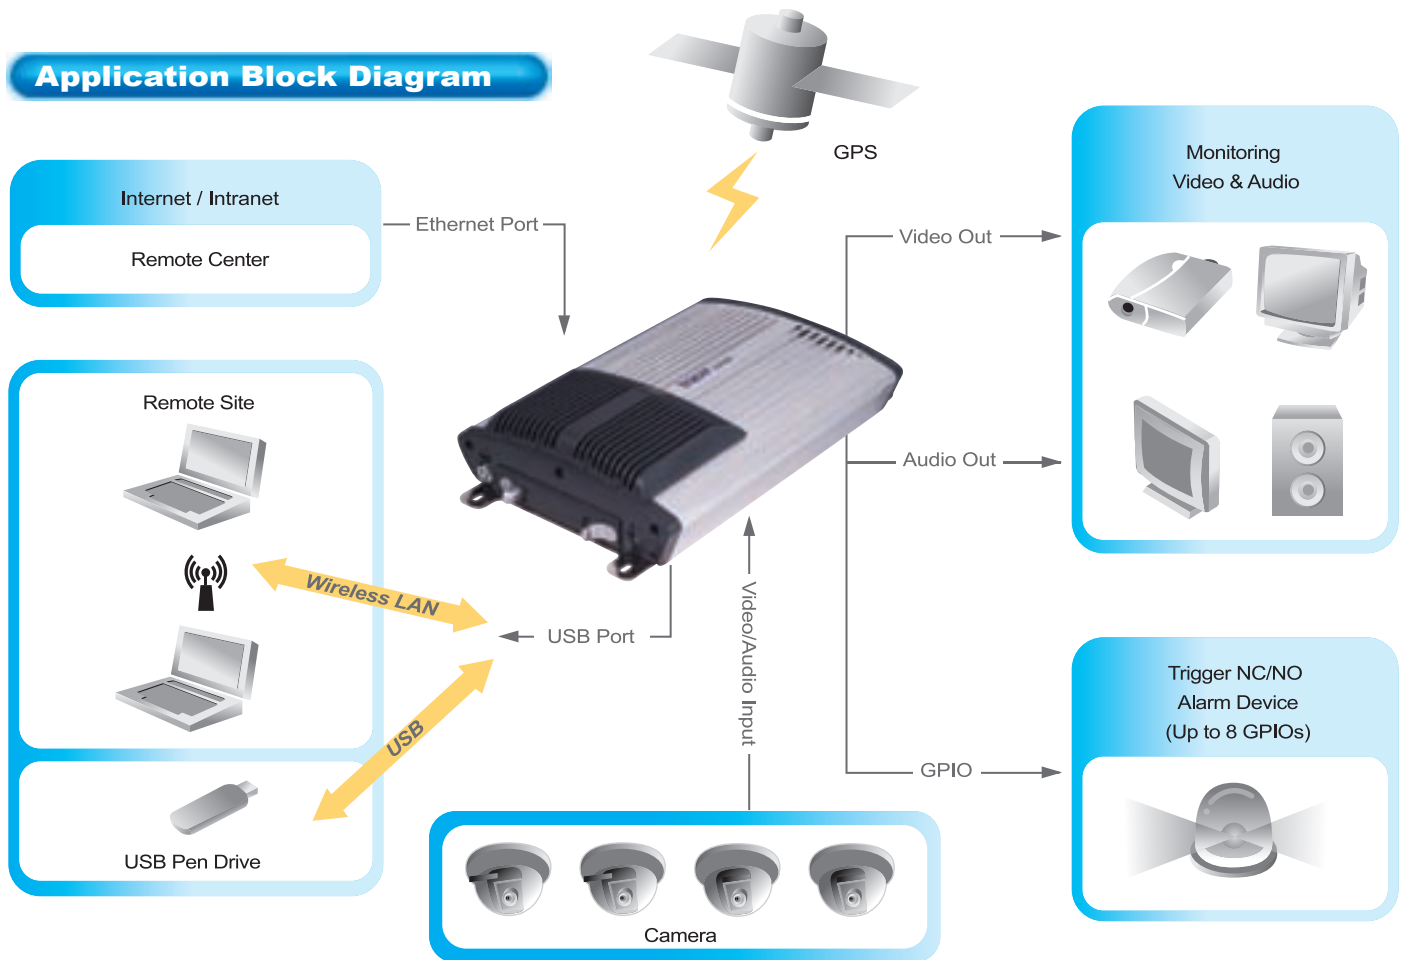 Application Block Diagram
GPS
Internet / Intranet
Remote Center
Ethernet Port
Video Out
Monitoring
Video & Audio
Audio Out
Remote Site
Wireless LAN
USB Port
USB
USB Pen Drive
Video/Audio Input
Camera
GPIO
Trigger NC/NO
Alarm Device
(Up to 8 GPIOs)